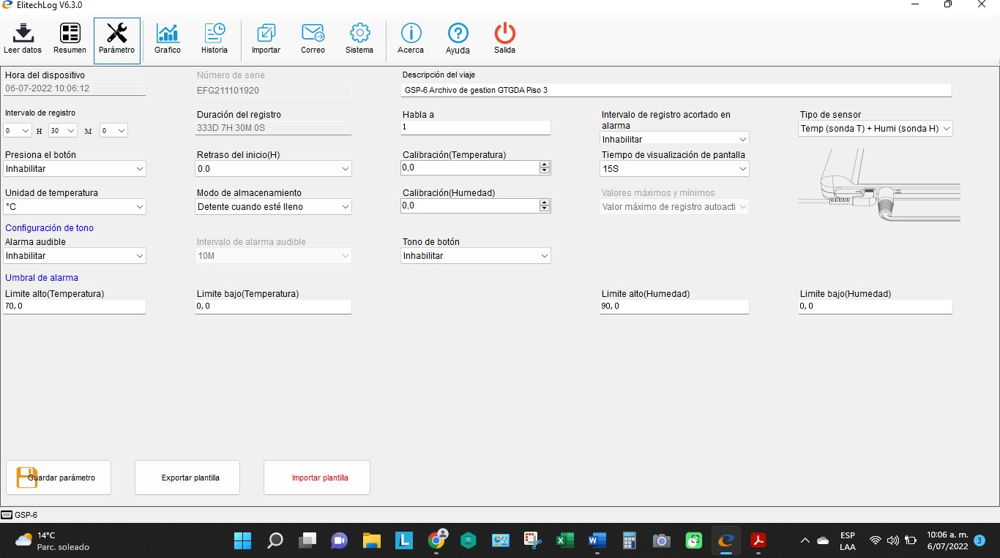 ElitechLog V6.3.0
Leer datos Resumen Parámetro Grafico Historia Importar Correo Sistema Acerca Ayuda Salida
Hora del dispositivo Número de serie Descripción del viaje
06-07-2022 10:06:12 EFG211101920 GSP-6 Archivo de gestion GTGDA Piso 3
Intervalo de registro Duración del registro Habla a Intervalo de registro acortado en Tipo de sensor
alarma
0 H 30 M 0 333D 7H 30M 0S 1 Inhabilitar Temp (sonda T) + Humi (sonda H)
Presiona el botón Retraso del inicio(H) Calibración(Temperatura) Tiempo de visualización de pantalla
Inhabilitar 0.0 0,0 15S
Unidad de temperatura Modo de almacenamiento Calibración(Humedad) Valores máximos y mínimos
°C Detente cuando esté lleno 0,0 Valor máximo de registro autoacti
Configuración de tono
Alarma audible Intervalo de alarma audible Tono de botón
Inhabilitar 10M Inhabilitar
Umbral de alarma
Limite alto(Temperatura) Limite bajo(Temperatura) Limite alto(Humedad) Limite bajo(Humedad)
70,0 0,0 90,0 0,0
Guardar parámetro Exportar plantilla Importar plantilla
GSP-6
14°C
Parc. soleado
ESP
LAA
10:06 a. m.
6/07/2022
3